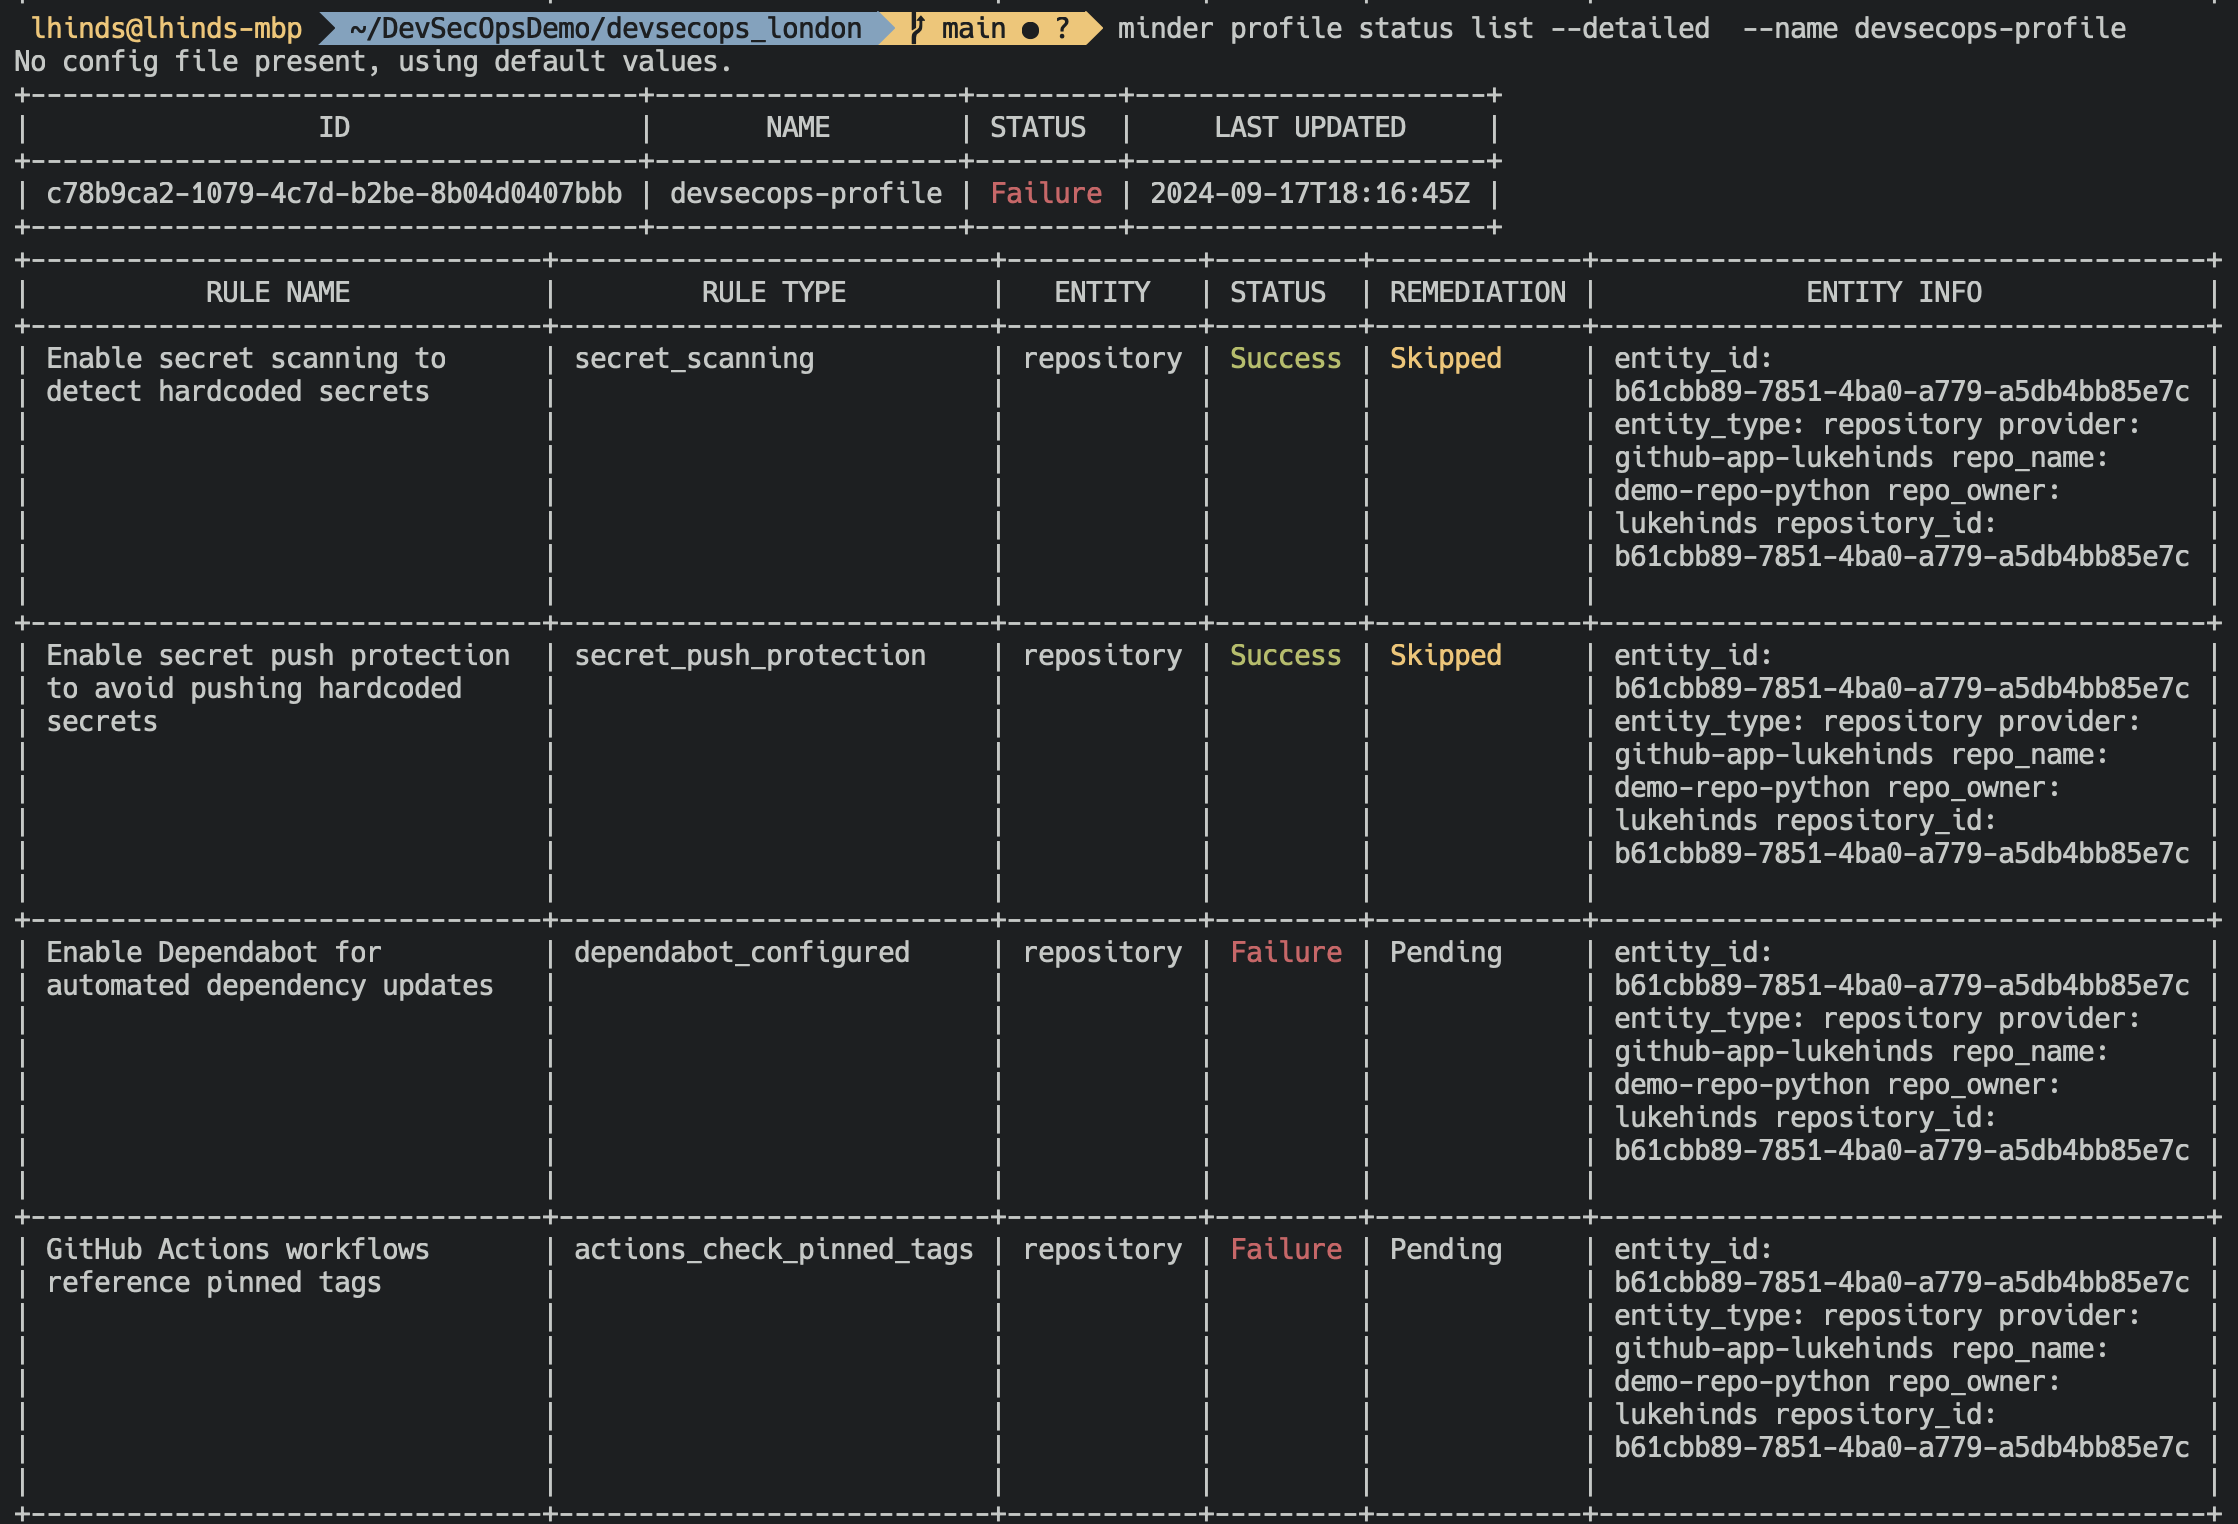 lhinds@lhinds-mbp ~/DevSecOpsDemo/devsecops_london main ● ? minder profile status list --detailed  --name devsecops-profile
No config file present, using default values.
+--------------------------------------+-------------------+---------+----------------------+
| ID | NAME | STATUS | LAST UPDATED |
+--------------------------------------+-------------------+---------+----------------------+
| c78b9ca2-1079-4c7d-b2be-8b04d0407bbb | devsecops-profile | Failure | 2024-09-17T18:16:45Z |
+--------------------------------------+-------------------+---------+----------------------+
+--------------------------------+---------------------------+------------+---------+-------------+--------------------------------------+
| RULE NAME | RULE TYPE | ENTITY | STATUS | REMEDIATION | ENTITY INFO |
+--------------------------------+---------------------------+------------+---------+-------------+--------------------------------------+
| Enable secret scanning to | secret_scanning | repository | Success | Skipped | entity_id: |
| detect hardcoded secrets | | | | | b61cbb89-7851-4ba0-a779-a5db4bb85e7c |
| | | | | | entity_type: repository provider: |
| | | | | | github-app-lukehinds repo_name: |
| | | | | | demo-repo-python repo_owner: |
| | | | | | lukehinds repository_id: |
| | | | | | b61cbb89-7851-4ba0-a779-a5db4bb85e7c |
| | | | | | |
+--------------------------------+---------------------------+------------+---------+-------------+--------------------------------------+
| Enable secret push protection | secret_push_protection | repository | Success | Skipped | entity_id: |
| to avoid pushing hardcoded | | | | | b61cbb89-7851-4ba0-a779-a5db4bb85e7c |
| secrets | | | | | entity_type: repository provider: |
| | | | | | github-app-lukehinds repo_name: |
| | | | | | demo-repo-python repo_owner: |
| | | | | | lukehinds repository_id: |
| | | | | | b61cbb89-7851-4ba0-a779-a5db4bb85e7c |
| | | | | | |
+--------------------------------+---------------------------+------------+---------+-------------+--------------------------------------+
| Enable Dependabot for | dependabot_configured | repository | Failure | Pending | entity_id: |
| automated dependency updates | | | | | b61cbb89-7851-4ba0-a779-a5db4bb85e7c |
| | | | | | entity_type: repository provider: |
| | | | | | github-app-lukehinds repo_name: |
| | | | | | demo-repo-python repo_owner: |
| | | | | | lukehinds repository_id: |
| | | | | | b61cbb89-7851-4ba0-a779-a5db4bb85e7c |
| | | | | | |
+--------------------------------+---------------------------+------------+---------+-------------+--------------------------------------+
| GitHub Actions workflows | actions_check_pinned_tags | repository | Failure | Pending | entity_id: |
| reference pinned tags | | | | | b61cbb89-7851-4ba0-a779-a5db4bb85e7c |
| | | | | | entity_type: repository provider: |
| | | | | | github-app-lukehinds repo_name: |
| | | | | | demo-repo-python repo_owner: |
| | | | | | lukehinds repository_id: |
| | | | | | b61cbb89-7851-4ba0-a779-a5db4bb85e7c |
| | | | | | |
+--------------------------------+---------------------------+------------+---------+-------------+--------------------------------------+